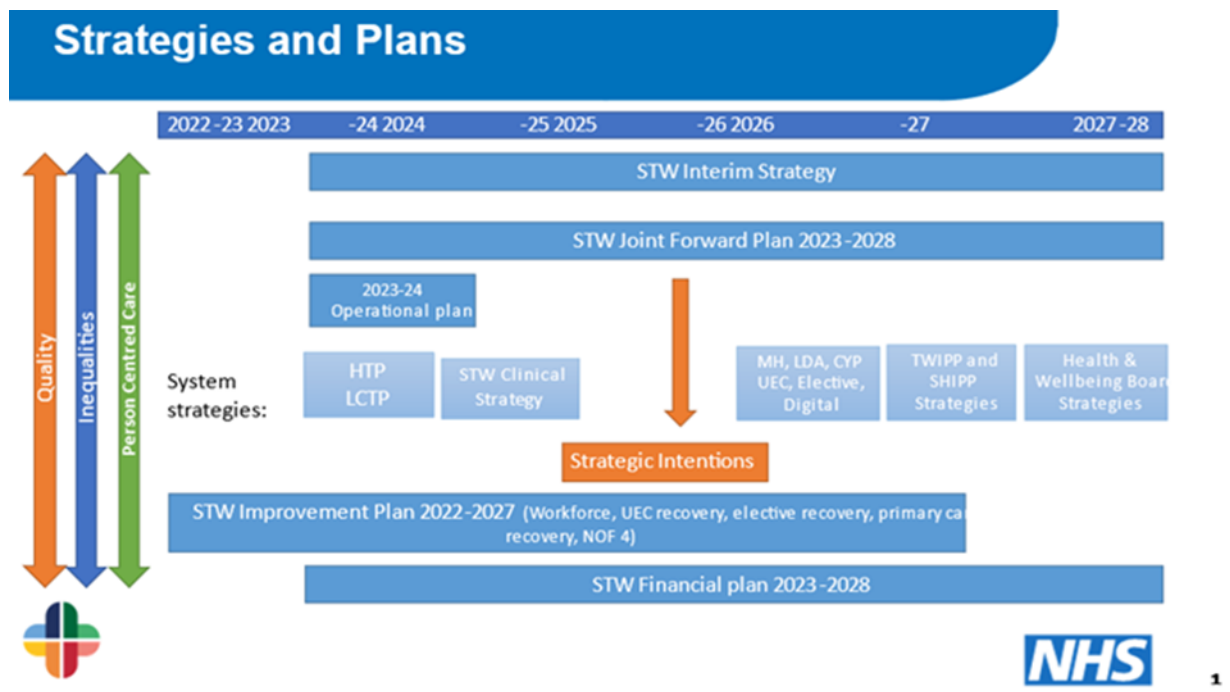 Strategies and Plans
2022-23 2023 -24 2024 -25 2025 -26 2026 -27 2027-28
STW Interim Strategy
STW Joint Forward Plan 2023-2028
2023-24
Operational plan
Quality
Inequalities
Person Centred Care
System
strategies:
HTP
LCTP
STW Clinical
Strategy
MH, LDA, CYP
UEC, Elective,
Digital
TWIPP and
SHIPP
Strategies
Health &
Wellbeing Boar
Strategies
Strategic Intentions
STW Improvement Plan 2022-2027 (Workforce, UEC recovery, elective recovery, primary car
recovery, NOF 4)
STW Financial plan 2023-2028
NHS
1